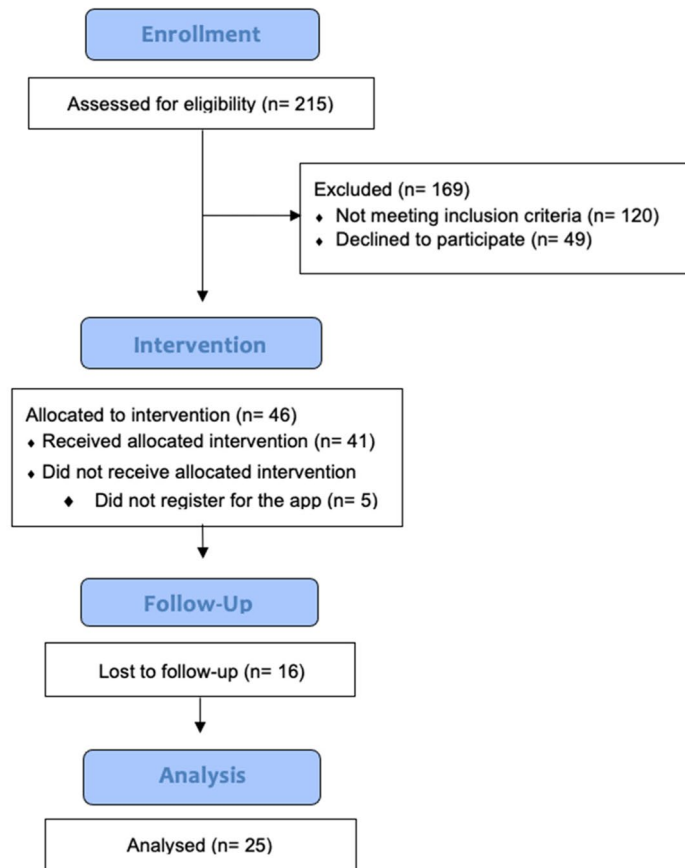 Enrollment
Assessed for eligibility (n= 215)
Excluded (n= 169)
♦ Not meeting inclusion criteria (n= 120)
♦ Declined to participate (n= 49)
Intervention
Allocated to intervention (n= 46)
♦ Received allocated intervention (n= 41)
♦ Did not receive allocated intervention
♦ Did not register for the app (n= 5)
Follow-Up
Lost to follow-up (n= 16)
Analysis
Analysed (n= 25)